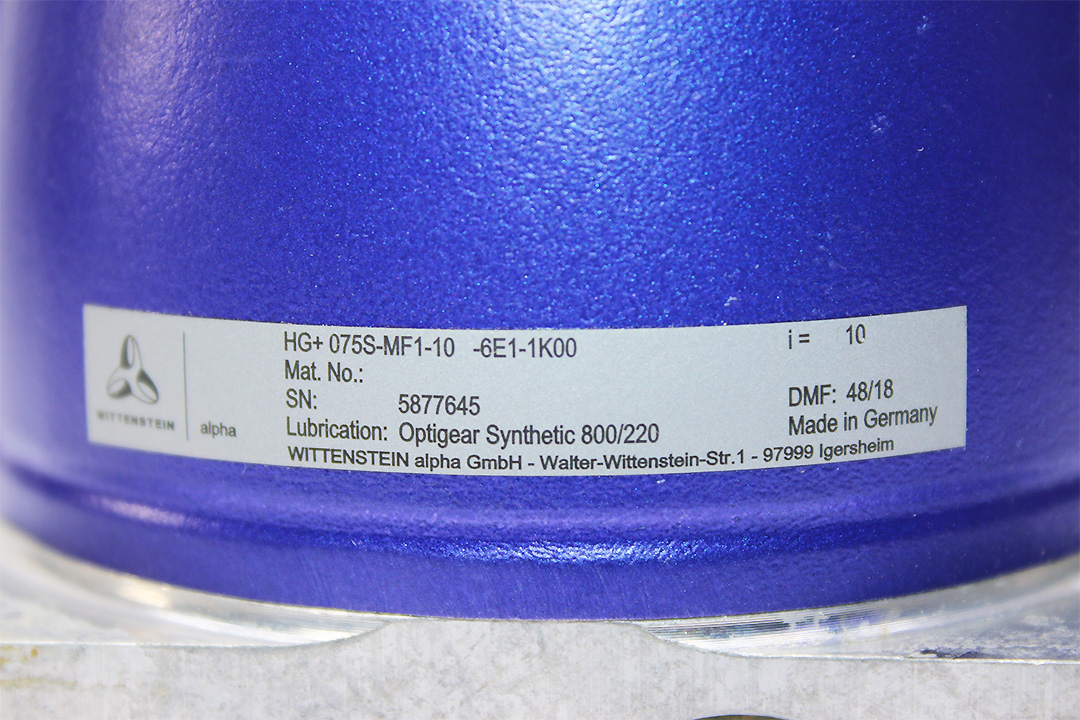 WITTENSTEIN
alpha
HG+ 075S-MF1-10 -6E1-1K00
i = 10
Mat. No.:
SN: 5877645
DMF: 48/18
Lubrication: Optigear Synthetic 800/220
Made in Germany
WITTENSTEIN alpha GmbH - Walter-Wittenstein-Str.1 - 97999 Igersheim